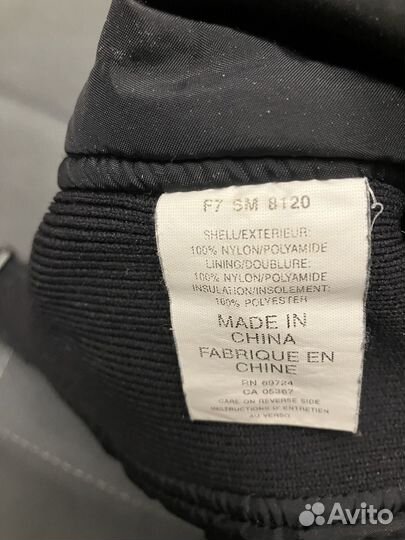 F7 SM 8120
SHELL/EXTERIEUR:
100% NYLON/POLYAMIDE
LINING/DOUBLURE:
100% NYLON/POLYAMIDE
INSULATION/INSOLEMENT:
100% POLYESTER
MADE IN
CHINA
FABRIQUE EN
CHINE
RN 69724
CA 05367
CARE ON REVERSE SIDE
INSTRUCTIONS D'ENTRETIEN
AU VERSO
Avito